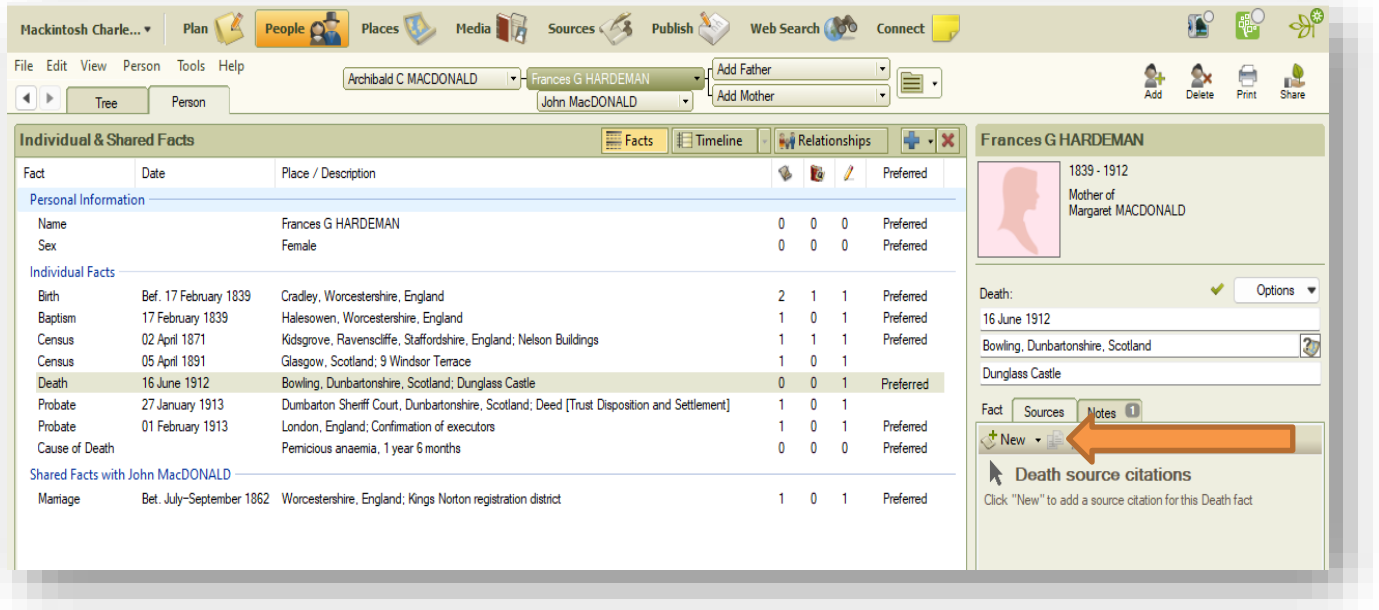 Mackintosh Charle... Plan People Places Media Sources Publish Web Search Connect
File Edit View Person Tools Help
Archibald C MACDONALD Frances G HARDEMAN Add Father
John MacDONALD Add Mother
Tree Person
Add Delete Print Share
Individual & Shared Facts Facts Timeline Relationships
Fact Date Place / Description Preferred
Personal Information
Name Frances G HARDEMAN 0 0 0 Preferred
Sex Female 0 0 0 Preferred
Individual Facts
Birth Bef. 17 February 1839 Cradley, Worcestershire, England 2 1 1 Preferred
Baptism 17 February 1839 Halesowen, Worcestershire, England 1 0 1 Preferred
Census 02 April 1871 Kidsgrove, Ravenscliffe, Staffordshire, England; Nelson Buildings 1 1 1 Preferred
Census 05 April 1891 Glasgow, Scotland; 9 Windsor Terrace 1 0 1
Death 16 June 1912 Bowling, Dunbartonshire, Scotland; Dunglass Castle 0 0 1 Preferred
Probate 27 January 1913 Dumbarton Sheriff Court, Dunbartonshire, Scotland; Deed [Trust Disposition and Settlement] 1 0 1
Probate 01 February 1913 London, England; Confirmation of executors 1 0 1 Preferred
Cause of Death Pernicious anaemia, 1 year 6 months 0 0 0 Preferred
Shared Facts with John MacDONALD
Marriage Bet. July-September 1862 Worcestershire, England; Kings Norton registration district 1 0 1 Preferred
Frances G HARDEMAN
1839 - 1912
Mother of
Margaret MACDONALD
Death: Options
16 June 1912
Bowling, Dunbartonshire, Scotland
Dunglass Castle
Fact Sources Notes 1
New
Death source citations
Click "New" to add a source citation for this Death fact